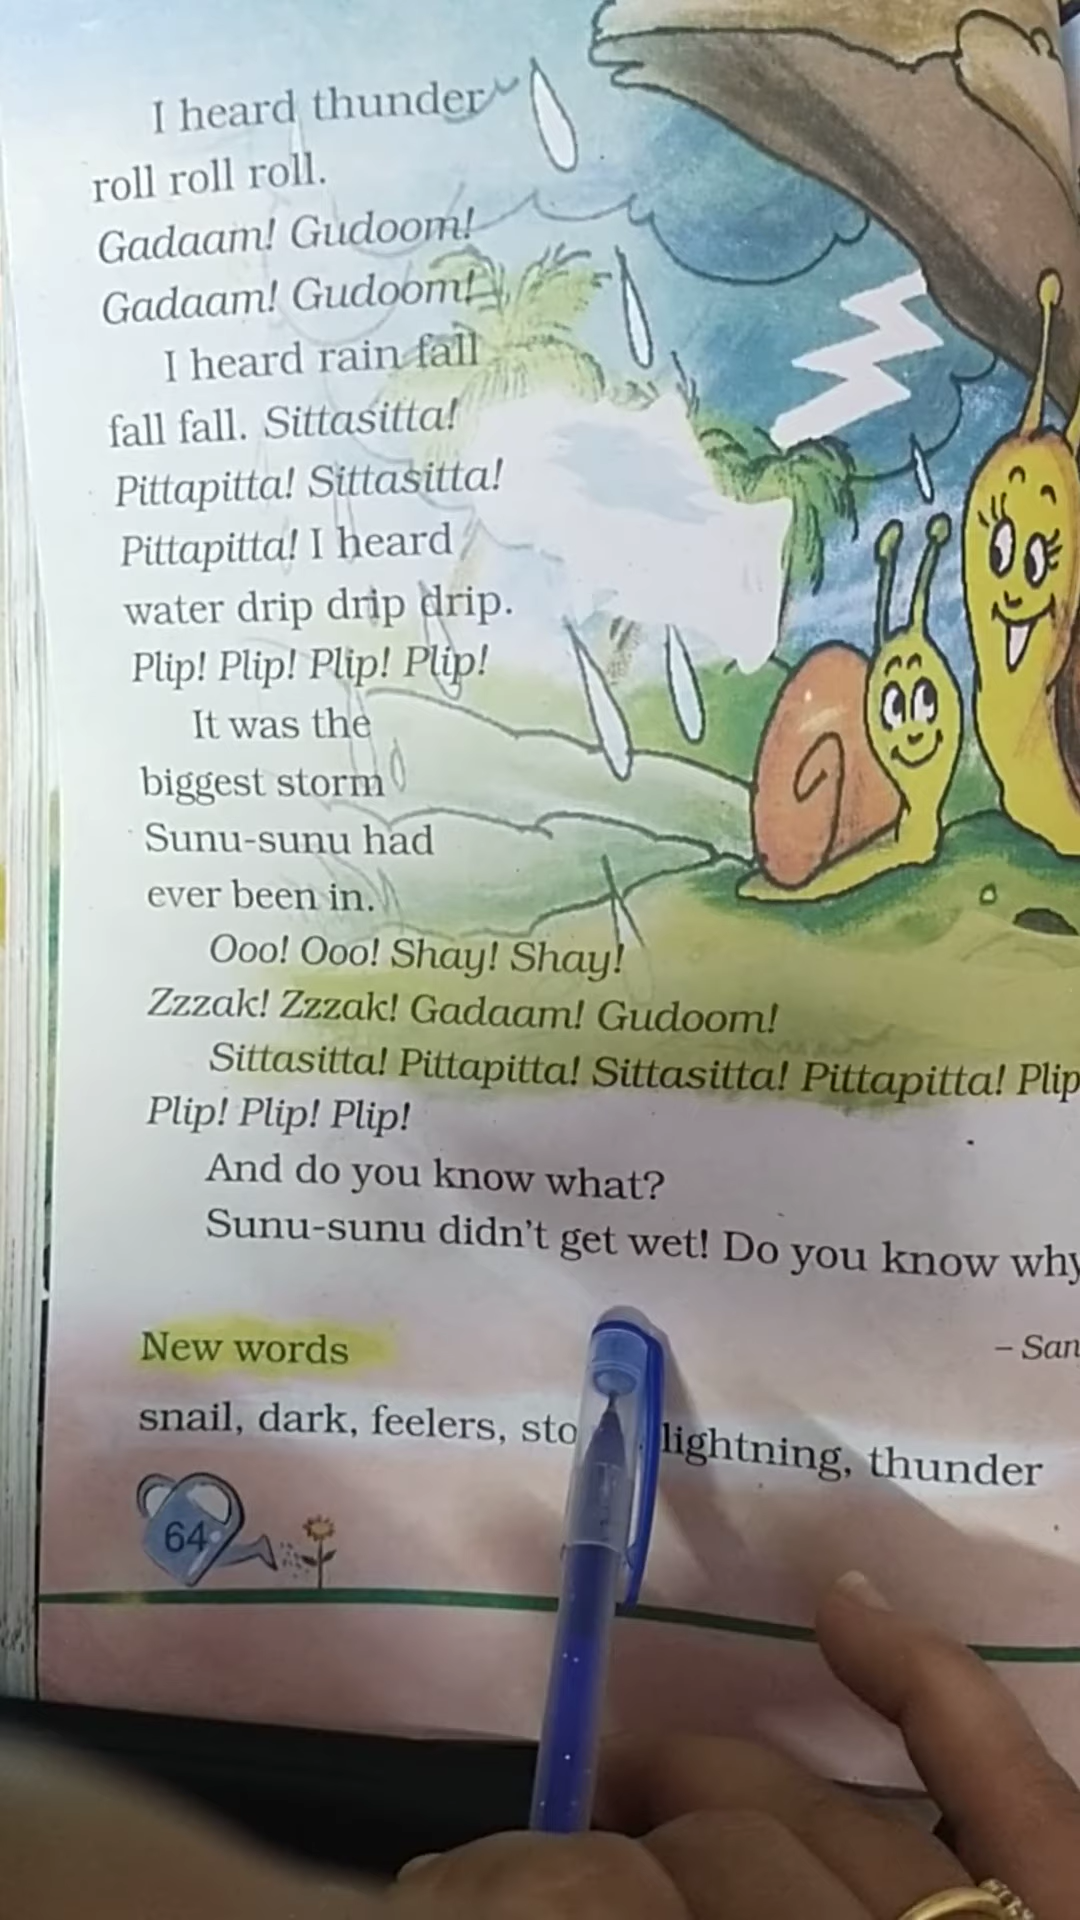 I heard thunder
roll roll roll.
Gadaam! Gudoom!
Gadaam! Gudoom!
I heard rain fall
fall fall. Sittasitta!
Pittapitta! Sittasitta!
Pittapitta! I heard
water drip drip drip.
Plip! Plip! Plip! Plip!
It was the
biggest storm
Sunu-sunu had
ever been in.
Ooo! Ooo! Shay! Shay!
Zzzak! Zzzak! Gadaam! Gudoom!
Sittasitta! Pittapitta! Sittasitta! Pittapitta! Plip
Plip! Plip! Plip!
And do you know what?
Sunu-sunu didn't get wet! Do you know why
– San
New words
snail, dark, feelers, sto lightning, thunder
64